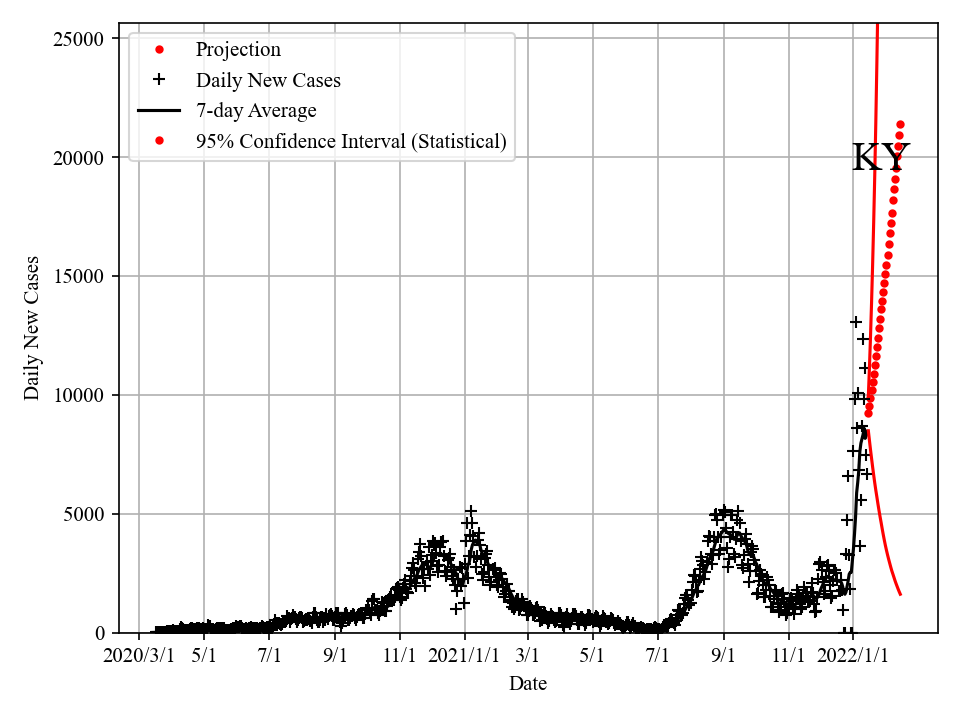 25000
20000
15000
10000
5000
0
Daily New Cases
Projection
Daily New Cases
7-day Average
95% Confidence Interval (Statistical)
KY
2020/3/1 5/1 7/1 9/1 11/1 2021/1/1 3/1 5/1 7/1 9/1 11/1 2022/1/1
Date